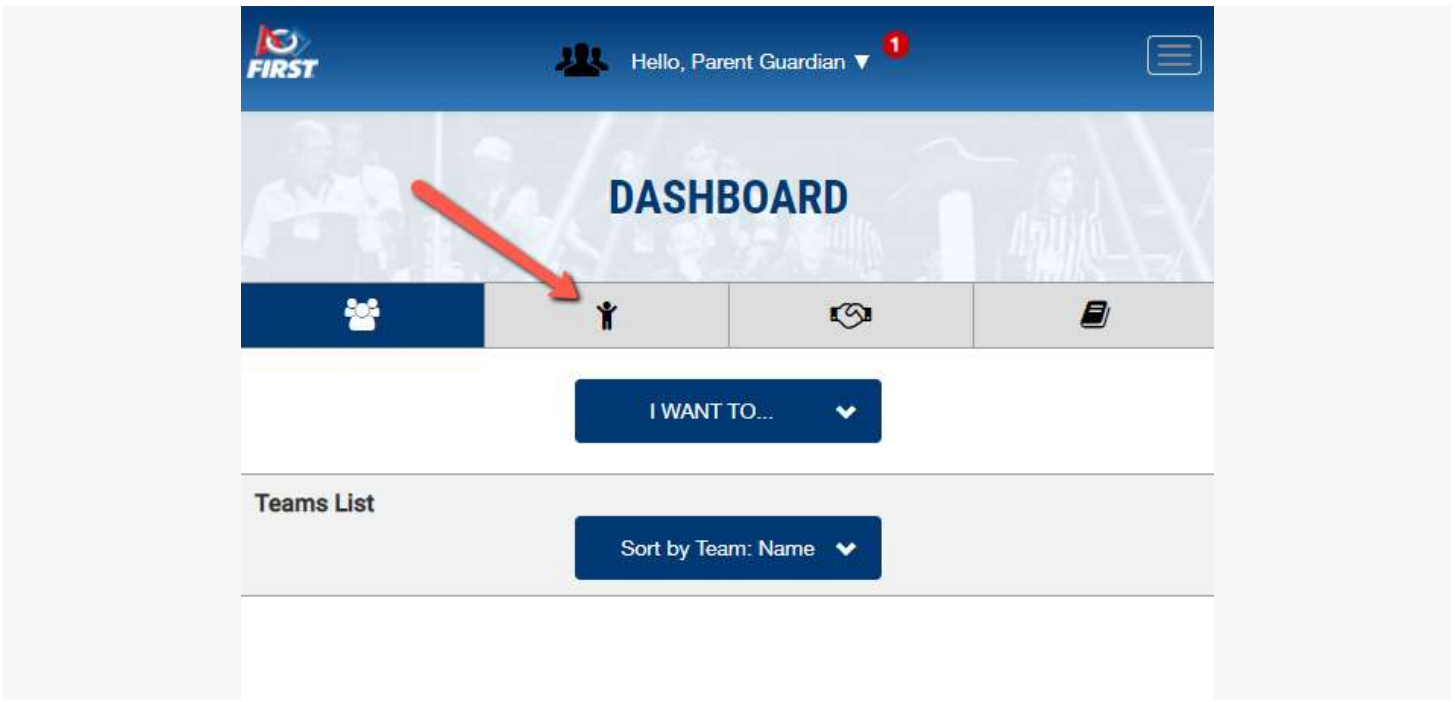 FIRST
Hello, Parent Guardian ▼ 1
DASHBOARD
I WANT TO...
Teams List
Sort by Team: Name